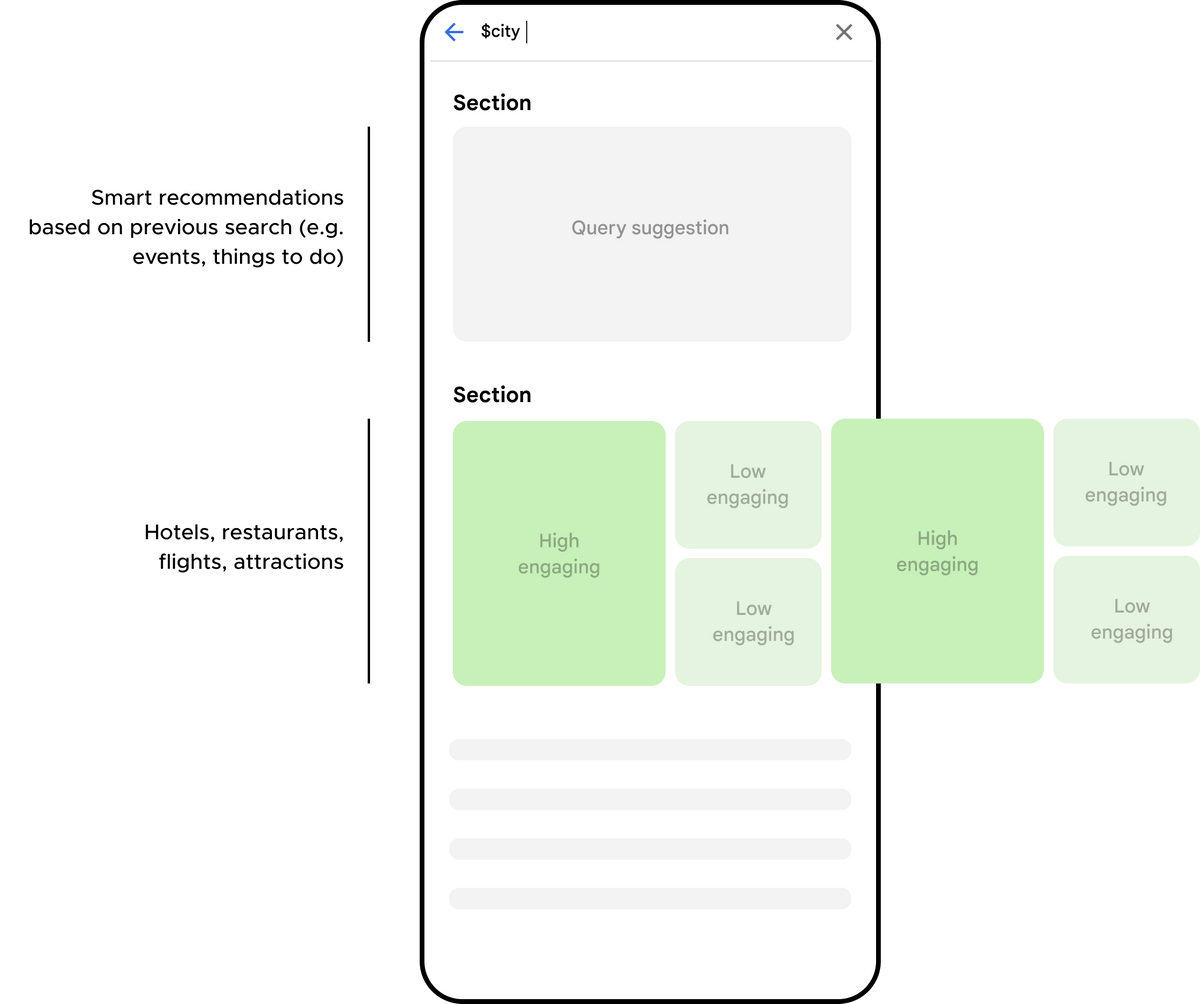 $city
Section
Smart recommendations
based on previous search (e.g.
events, things to do)
Query suggestion
Section
Hotels, restaurants,
flights, attractions
High
engaging
Low
engaging
Low
engaging
High
engaging
Low
engaging
Low
engaging